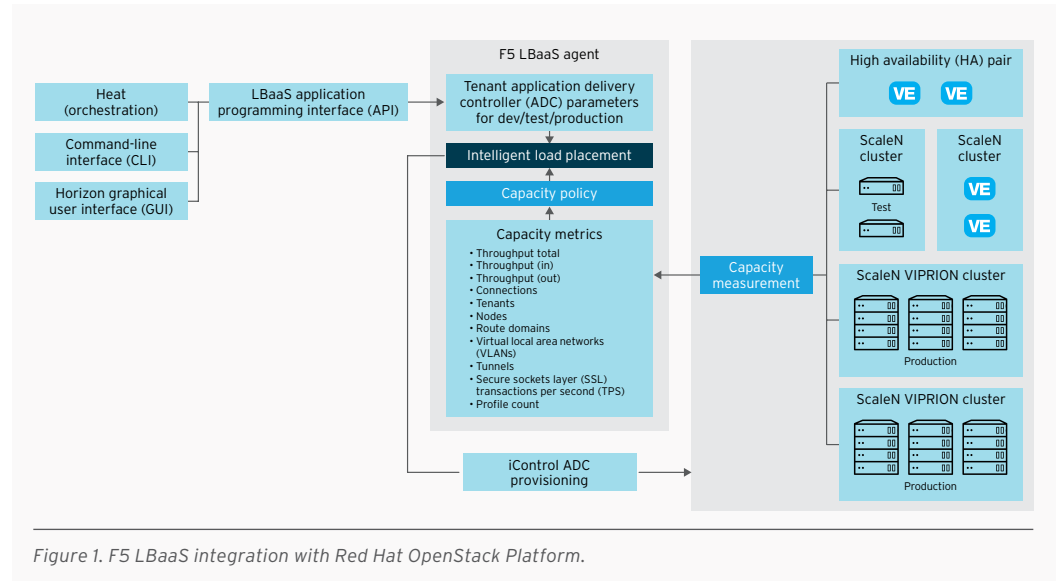 Heat
(orchestration)
Command-line
interface (CLI)
Horizon graphical
user interface (GUI)
LBaaS application
programming interface (API)
F5 LBaaS agent
Tenant application delivery
controller (ADC) parameters
for dev/test/production
Intelligent load placement
Capacity policy
Capacity metrics
• Throughput total
• Throughput (in)
• Throughput (out)
• Connections
• Tenants
• Nodes
• Route domains
• Virtual local area networks
(VLANs)
• Tunnels
• Secure sockets layer (SSL)
transactions per second (TPS)
• Profile count
iControl ADC
provisioning
Capacity
measurement
High availability (HA) pair
VE VE
ScaleN
cluster
Test
ScaleN
cluster
VE
VE
ScaleN VIPRION cluster
Production
ScaleN VIPRION cluster
Production
Figure 1. F5 LBaaS integration with Red Hat OpenStack Platform.